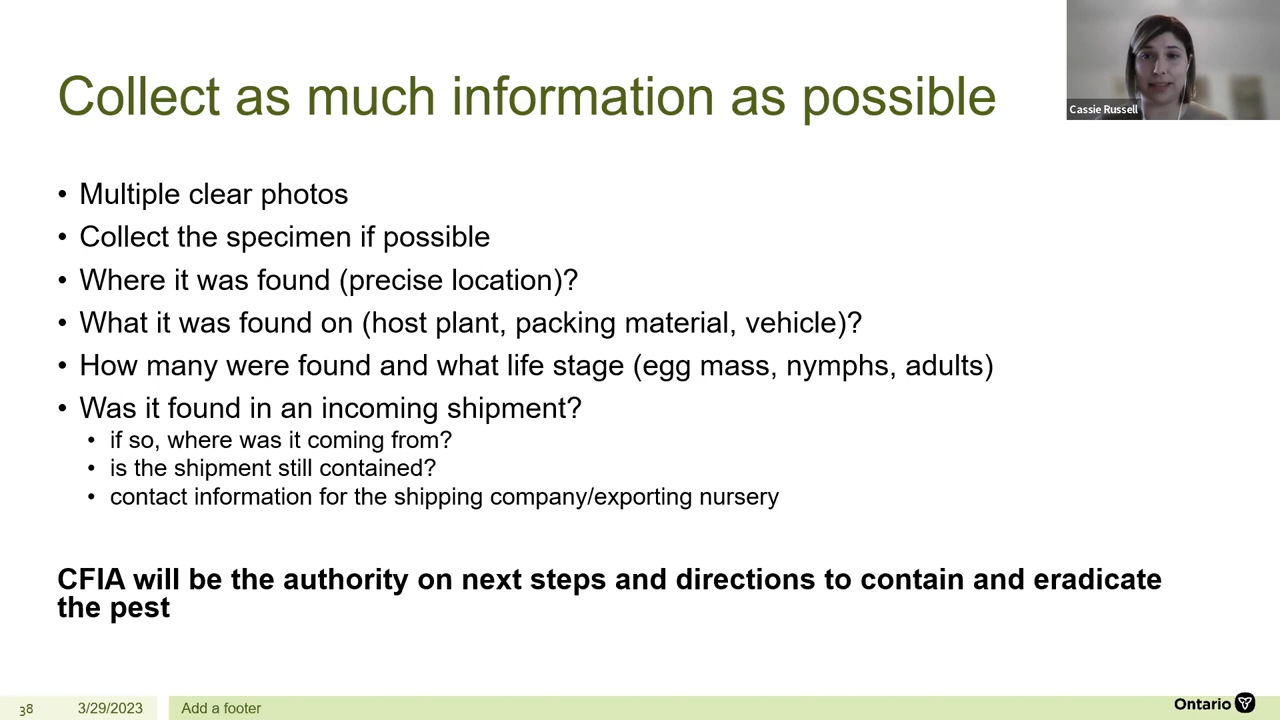 Collect as much information as possible
Cassie Russell
• Multiple clear photos
• Collect the specimen if possible
• Where it was found (precise location)?
• What it was found on (host plant, packing material, vehicle)?
• How many were found and what life stage (egg mass, nymphs, adults)
• Was it found in an incoming shipment?
• if so, where was it coming from?
• is the shipment still contained?
• contact information for the shipping company/exporting nursery
CFIA will be the authority on next steps and directions to contain and eradicate
the pest
38 3/29/2023 Add a footer Ontario